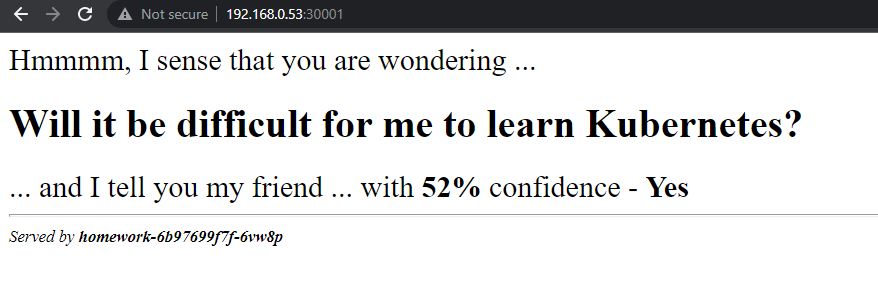 Not secure | 192.168.0.53:30001
Hmmmm, I sense that you are wondering ...
Will it be difficult for me to learn Kubernetes?
... and I tell you my friend ... with 52% confidence - Yes
Served by homework-6b97699f7f-6vw8p